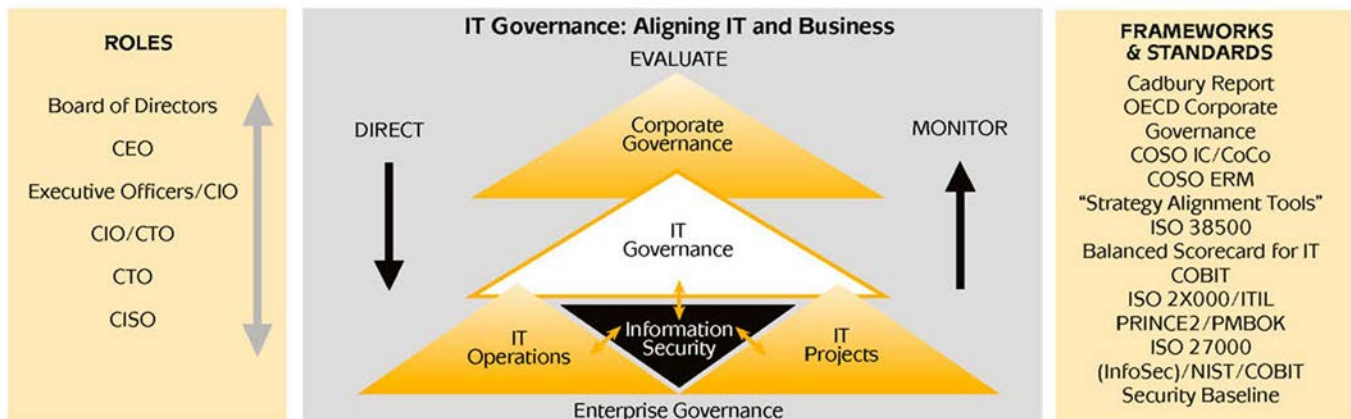 ROLES
Board of Directors
CEO
Executive Officers/CIO
CIO/CTO
CTO
CISO
IT Governance: Aligning IT and Business
EVALUATE
DIRECT
MONITOR
Corporate
Governance
IT
Governance
IT
Operations
Information
Security
IT
Projects
Enterprise Governance
FRAMEWORKS
& STANDARDS
Cadbury Report
OECD Corporate
Governance
COSO IC/CoCo
COSO ERM
“Strategy Alignment Tools”
ISO 38500
Balanced Scorecard for IT
COBIT
ISO 2X000/ITIL
PRINCE2/PMBOK
ISO 27000
(InfoSec)/NIST/COBIT
Security Baseline